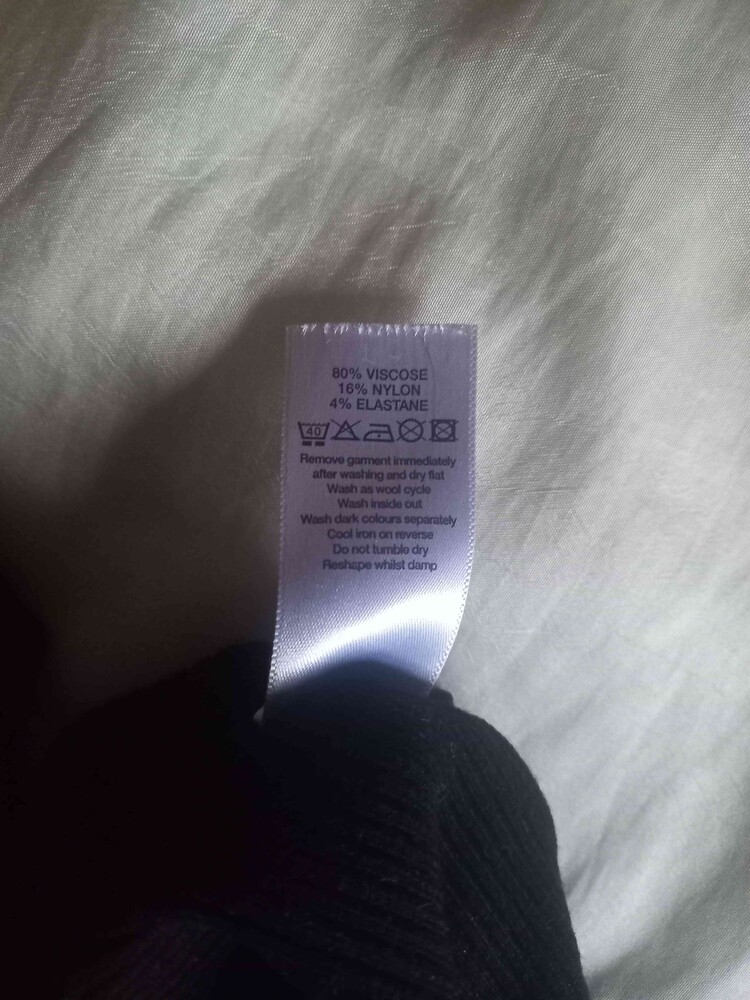 80% VISCOSE
16% NYLON
4% ELASTANE
40
Remove garment immediately
after washing and dry flat
Wash as wool cycle
Wash inside out
Wash dark colours separately
Cool iron on reverse
Do not tumble dry
Reshape whilst damp